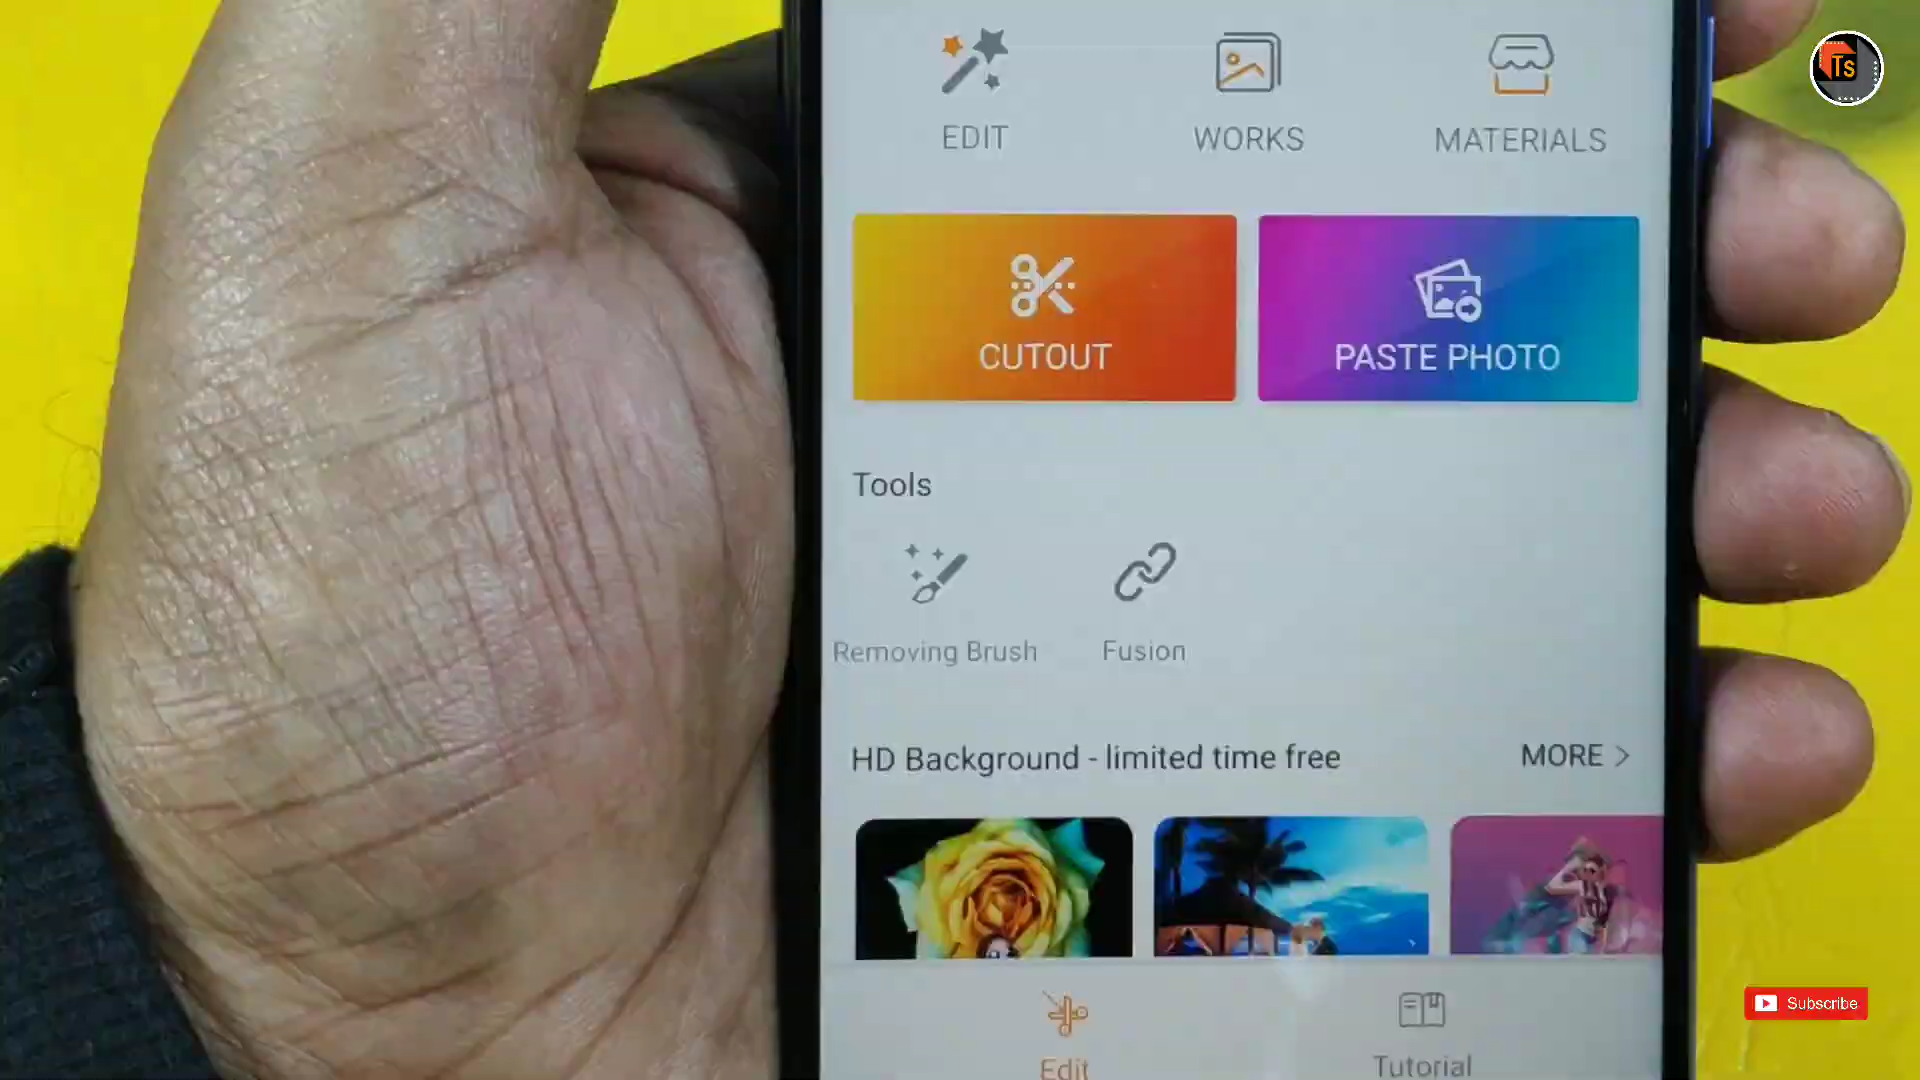 Ts
EDIT
WORKS
MATERIALS
CUTOUT
PASTE PHOTO
Tools
Removing Brush
Fusion
HD Background - limited time free
MORE >
Subscribe
Edit
Tutorial